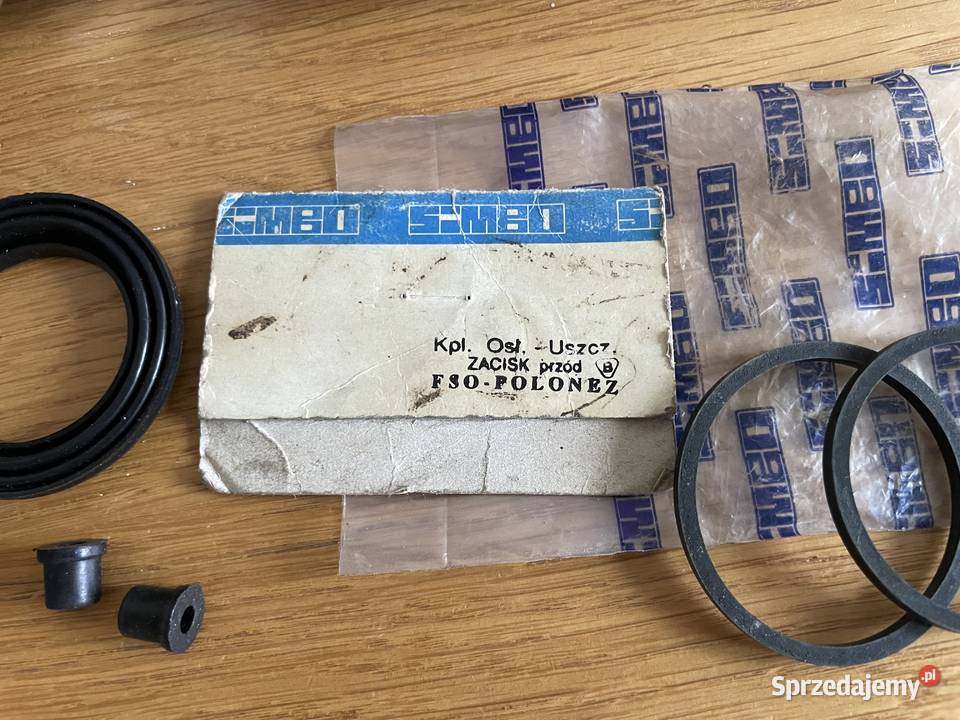 S-MBO S-MBO S
Kpl. Osł. - Uszcz.
ZACISK przód B
FSO-POLONEZ
Sprzedajemy.pl